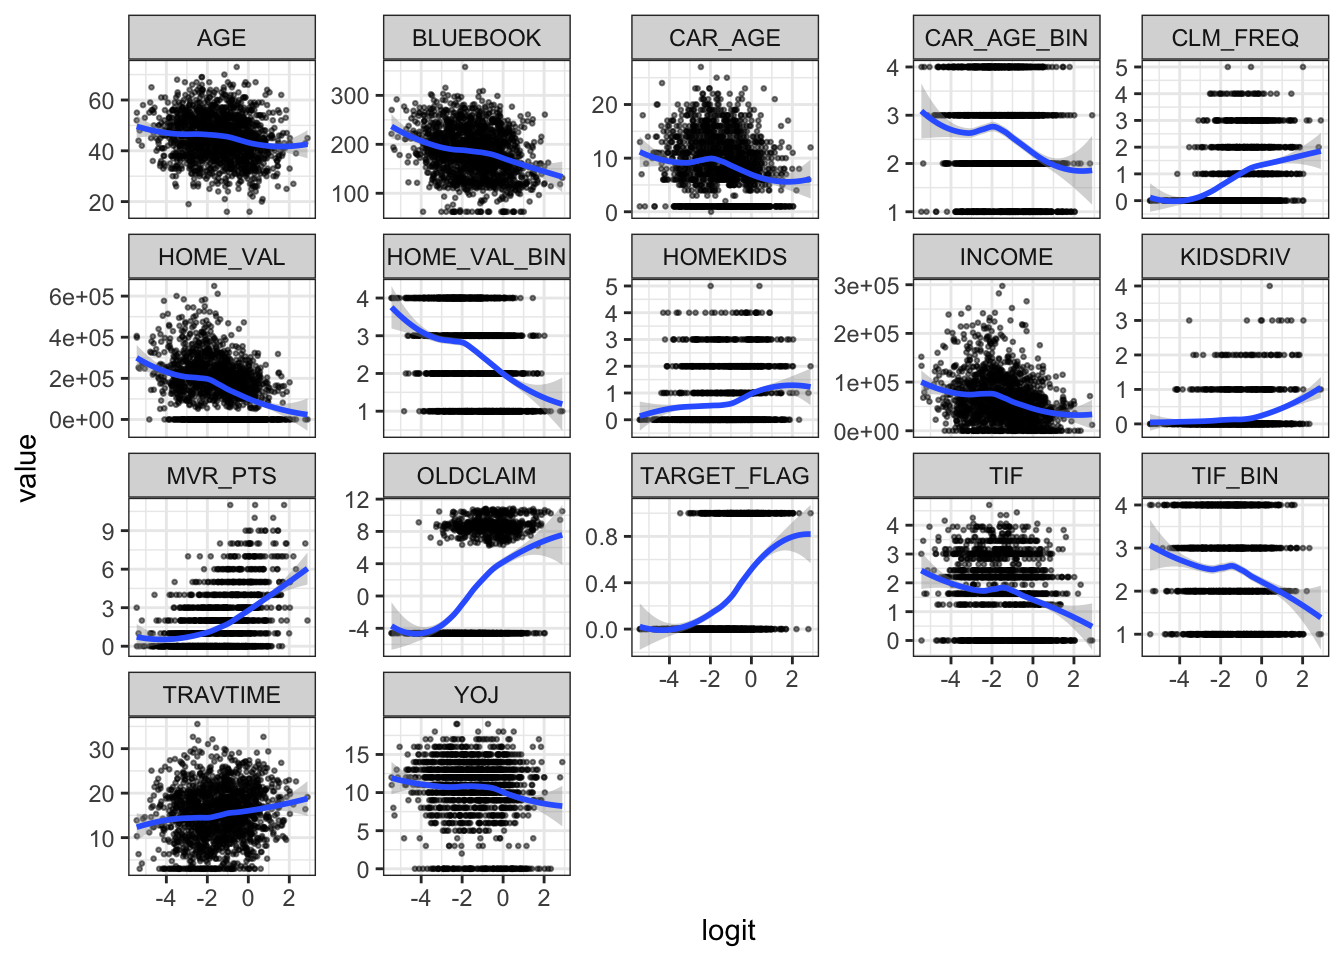 AGE
BLUEBOOK
CAR_AGE
CAR_AGE_BIN
CLM_FREQ
60
40
20
300
200
100
20
10
0
4
3
2
1
5
4
3
2
1
0
HOME_VAL
HOME_VAL_BIN
HOMEKIDS
INCOME
KIDSDRIV
6e+05
4e+05
2e+05
0e+00
4
3
2
1
5
4
3
2
1
0
3e+05
2e+05
1e+05
0e+00
4
3
2
1
0
value
MVR_PTS
OLDCLAIM
TARGET_FLAG
TIF
TIF_BIN
9
6
3
0
12
8
4
0
-4
0.8
0.4
0.0
4
3
2
1
0
4
3
2
1
-4 -2 0 2
-4 -2 0 2
-4 -2 0 2
TRAVTIME
YOJ
30
20
10
15
10
5
0
-4 -2 0 2
-4 -2 0 2
logit